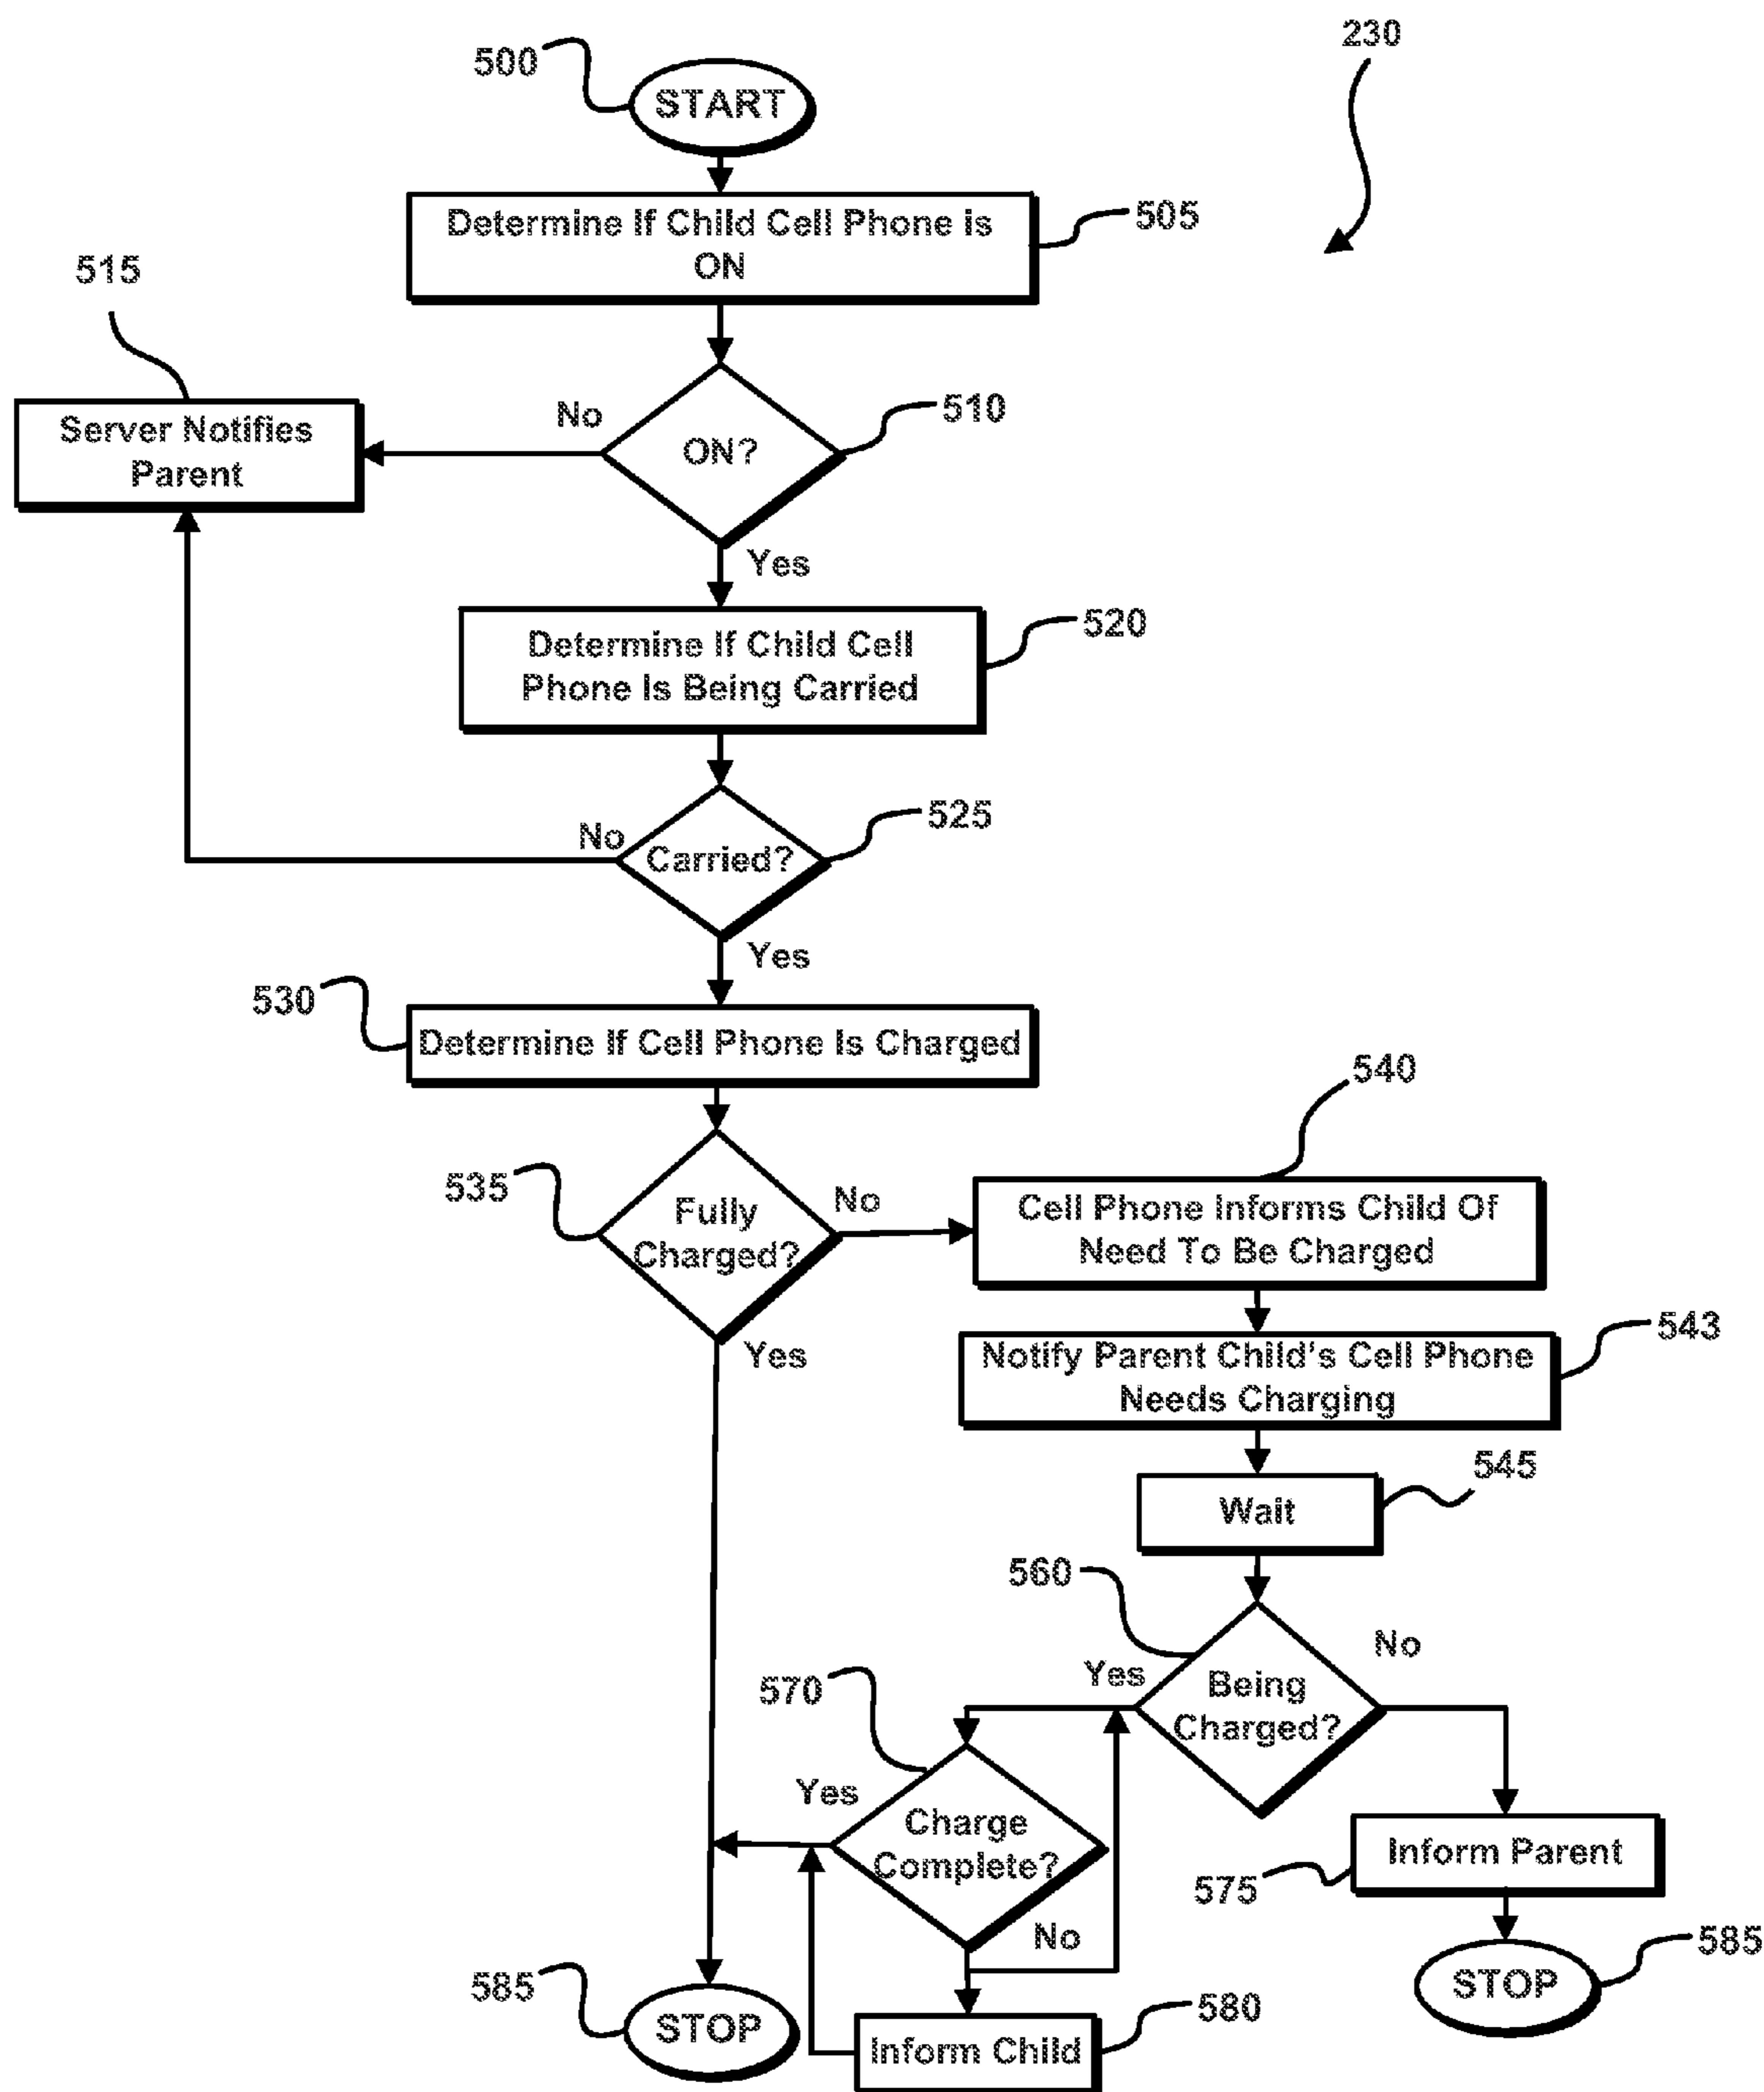 230
500
START
Determine If Child Cell Phone is
ON
505
515
Server Notifies
Parent
No
ON?
510
Yes
Determine If Child Cell
Phone Is Being Carried
520
No
Carried?
525
Yes
530
Determine If Cell Phone Is Charged
540
535
Fully
Charged?
No
Cell Phone Informs Child Of
Need To Be Charged
Yes
Notify Parent Child's Cell Phone
Needs Charging
543
Wait
545
560
Yes
Being
Charged?
No
570
Yes
Charge
Complete?
No
Inform Parent
575
585
STOP
STOP
585
Inform Child
580